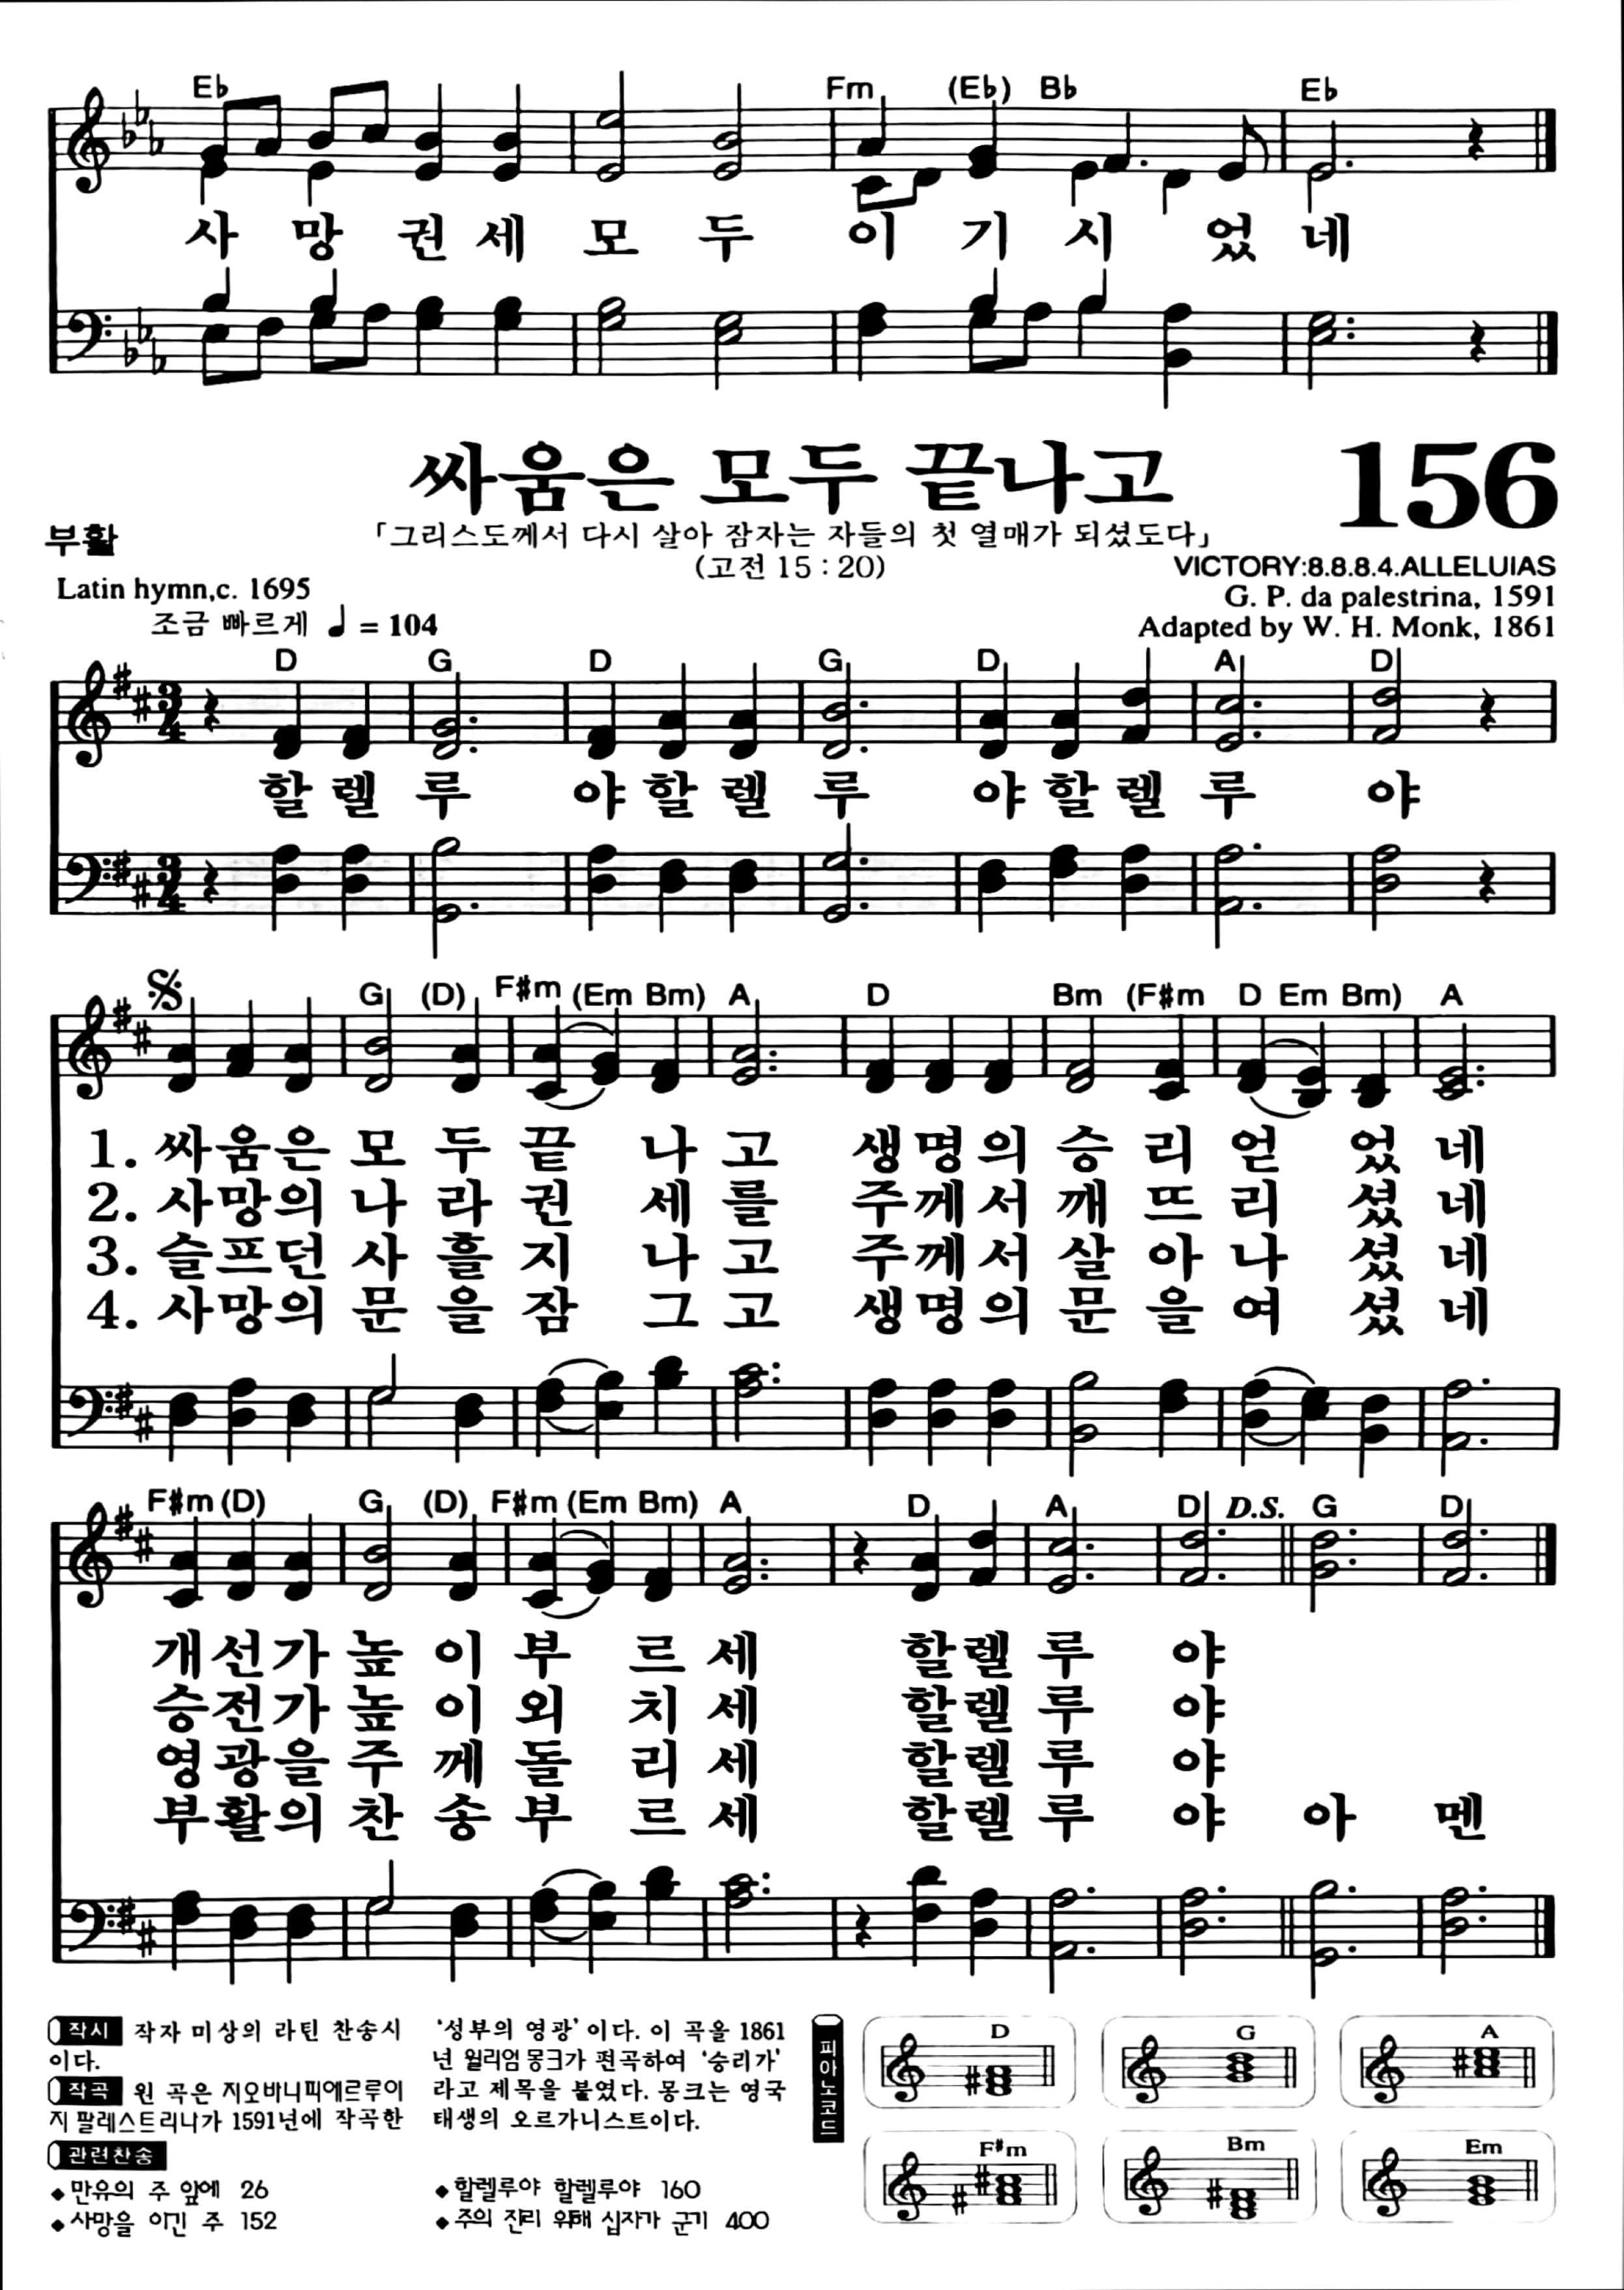 Eb Fm (Eb) Bb Eb
사 망 권 세 모 두 이 기 시 었 네
싸움은 모두 끝나고 156
부활 「그리스도께서 다시 살아 잠자는 자들의 첫 열매가 되셨도다」
(고전 15 : 20) VICTORY:8.8.8.4.ALLELUIAS
Latin hymn,c. 1695 G. P. da palestrina, 1591
조금 빠르게 ♩ = 104 Adapted by W. H. Monk, 1861
D G D G D A D
할 렐 루 야 할 렐 루 야 할 렐 루 야
G (D) F#m (Em Bm) A D Bm (F#m D Em Bm) A
1. 싸움은 모 두 끝 나 고 생명의 승 리 얻 었 네
2. 사망의 나 라 권 세 를 주께서 깨 뜨 리 셨 네
3. 슬프던 사 흘 지 나 고 주께서 살 아 나 셨 네
4. 사망의 문 을 잠 그 고 생명의 문 을 여 셨 네
F#m (D) G (D) F#m (Em Bm) A D A D D.S. G D
개선가 높 이 부 르 세 할렐 루 야
승전가 높 이 외 치 세 할렐 루 야
영광을 주 께 돌 리 세 할렐 루 야
부활의 찬 송 부 르 세 할렐 루 야 아 멘
작시 작자 미상의 라틴 찬송시
이다.
작곡 원 곡은 지오바니피에르루이
지 팔레스트리나가 1591년에 작곡한
'성부의 영광'이다. 이 곡을 1861
년 윌리엄 몽크가 편곡하여 '승리가'
라고 제목을 붙였다. 몽크는 영국
태생의 오르가니스트이다.
관련찬송
◆ 만유의 주 앞에 26
◆ 사망을 이긴 주 152
◆ 할렐루야 할렐루야 160
◆ 주의 진리 위해 십자가 군기 400
피아노코드
D G A
F#m Bm Em